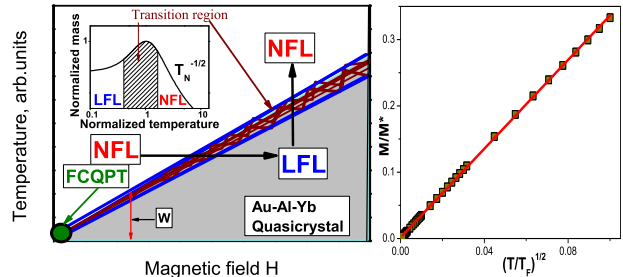 Temperature, arb.units
Normalized mass
1
Transition region
T_N^-1/2
LFL
NFL
0.1
1
10
Normalized temperature
NFL
NFL
LFL
FCQPT
W
Au-Al-Yb
Quasicrystal
Magnetic field H
M/M*
0.3
0.2
0.1
0.0
0.00
0.04
0.08
(T/T_F)^1/2